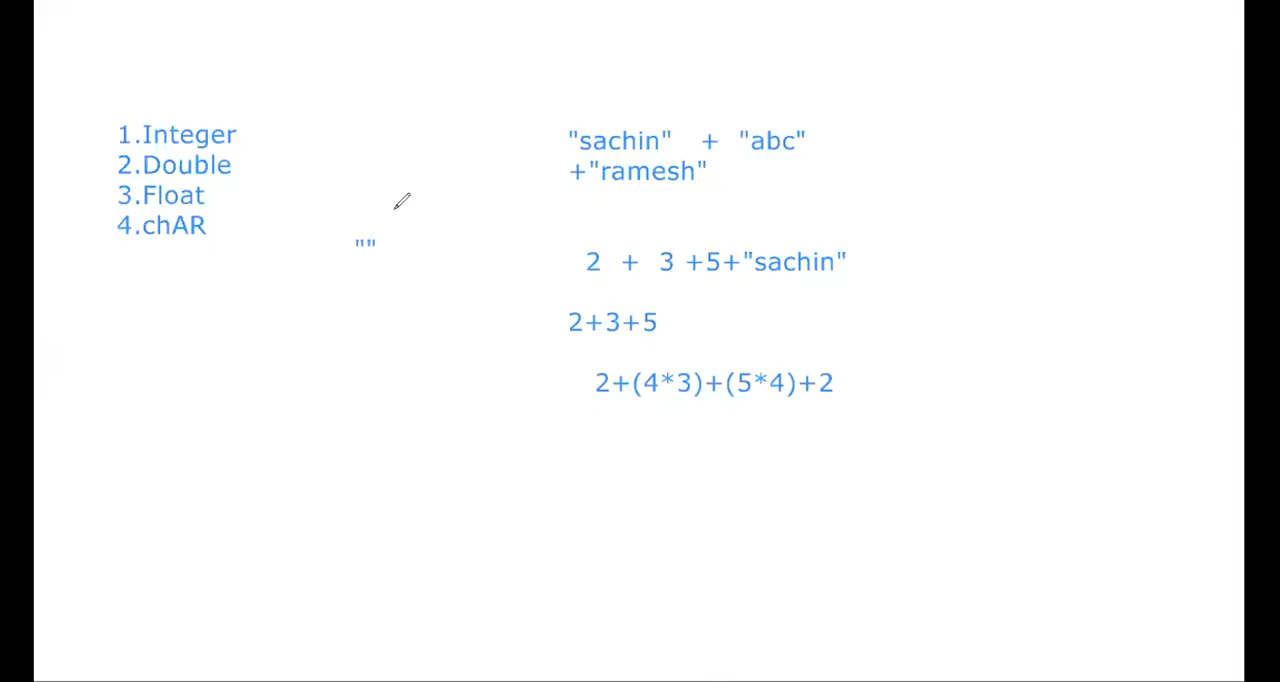 1.Integer
2.Double
3.Float
4.chAR
""
"sachin" + "abc"
+"ramesh"
2 + 3 +5+"sachin"
2+3+5
2+(4*3)+(5*4)+2